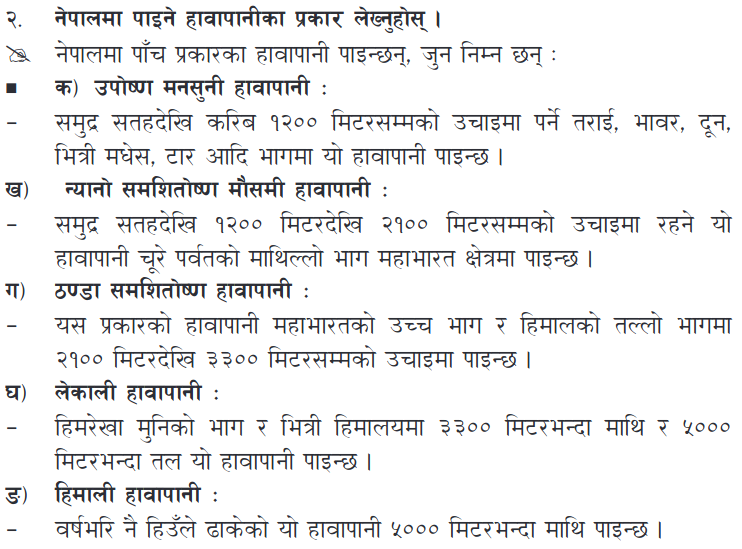 २. नेपालमा पाइने हावापानीका प्रकार लेख्नुहोस् ।
नेपालमा पाँच प्रकारका हावापानी पाइन्छन्, जुन निम्न छन् :
■ क) उपोष्ण मनसुनी हावापानी :
– समुद्र सतहदेखि करिब १२०० मिटरसम्मको उचाइमा पर्ने तराई, भावर, दून,
भित्री मधेस, टार आदि भागमा यो हावापानी पाइन्छ ।
ख) न्यानो समशितोष्ण मौसमी हावापानी :
– समुद्र सतहदेखि १२०० मिटरदेखि २१०० मिटरसम्मको उचाइमा रहने यो
हावापानी चूरे पर्वतको माथिल्लो भाग महाभारत क्षेत्रमा पाइन्छ ।
ग) ठण्डा समशितोष्ण हावापानी :
– यस प्रकारको हावापानी महाभारतको उच्च भाग र हिमालको तल्लो भागमा
२१०० मिटरदेखि ३३०० मिटरसम्मको उचाइमा पाइन्छ ।
घ) लेकाली हावापानी :
– हिमरेखा मुनिको भाग र भित्री हिमालयमा ३३०० मिटरभन्दा माथि र ५०००
मिटरभन्दा तल यो हावापानी पाइन्छ ।
ङ) हिमाली हावापानी :
– वर्षभरि नै हिउँले ढाकेको यो हावापानी ५००० मिटरभन्दा माथि पाइन्छ ।